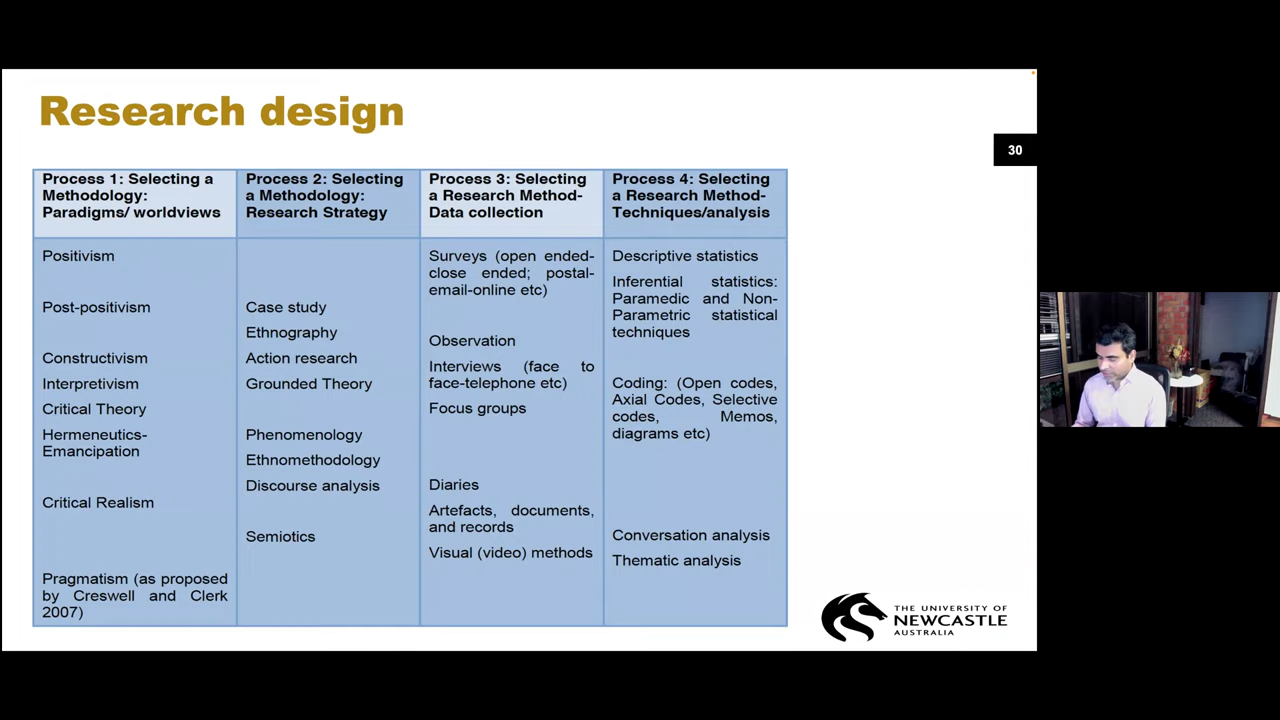 Research design
30
Process 1: Selecting a
Methodology:
Paradigms/ worldviews
Process 2: Selecting
a Methodology:
Research Strategy
Process 3: Selecting
a Research Method-
Data collection
Process 4: Selecting
a Research Method-
Techniques/analysis
Positivism
Post-positivism
Constructivism
Interpretivism
Critical Theory
Hermeneutics-
Emancipation
Critical Realism
Pragmatism (as proposed
by Creswell and Clerk
2007)
Case study
Ethnography
Action research
Grounded Theory
Phenomenology
Ethnomethodology
Discourse analysis
Semiotics
Surveys (open ended-
close ended; postal-
email-online etc)
Observation
Interviews (face to
face-telephone etc)
Focus groups
Diaries
Artefacts, documents,
and records
Visual (video) methods
Descriptive statistics
Inferential statistics:
Paramedic and Non-
Parametric statistical
techniques
Coding: (Open codes,
Axial Codes, Selective
codes, Memos,
diagrams etc)
Conversation analysis
Thematic analysis
THE UNIVERSITY OF
NEWCASTLE
AUSTRALIA